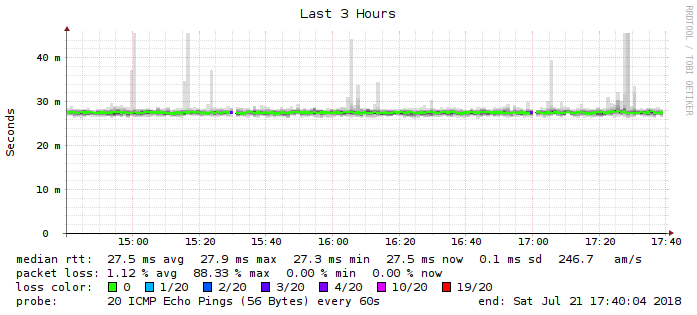 Last 3 Hours
RRDTOOL / TOBI OETIKER
Seconds
40 m
30 m
20 m
10 m
0
15:00 15:20 15:40 16:00 16:20 16:40 17:00 17:20 17:40
median rtt: 27.5 ms avg 27.9 ms max 27.3 ms min 27.5 ms now 0.1 ms sd 246.7 am/s
packet loss: 1.12 % avg 88.33 % max 0.00 % min 0.00 % now
loss color: 0 1/20 2/20 3/20 4/20 10/20 19/20
probe: 20 ICMP Echo Pings (56 Bytes) every 60s end: Sat Jul 21 17:40:04 2018